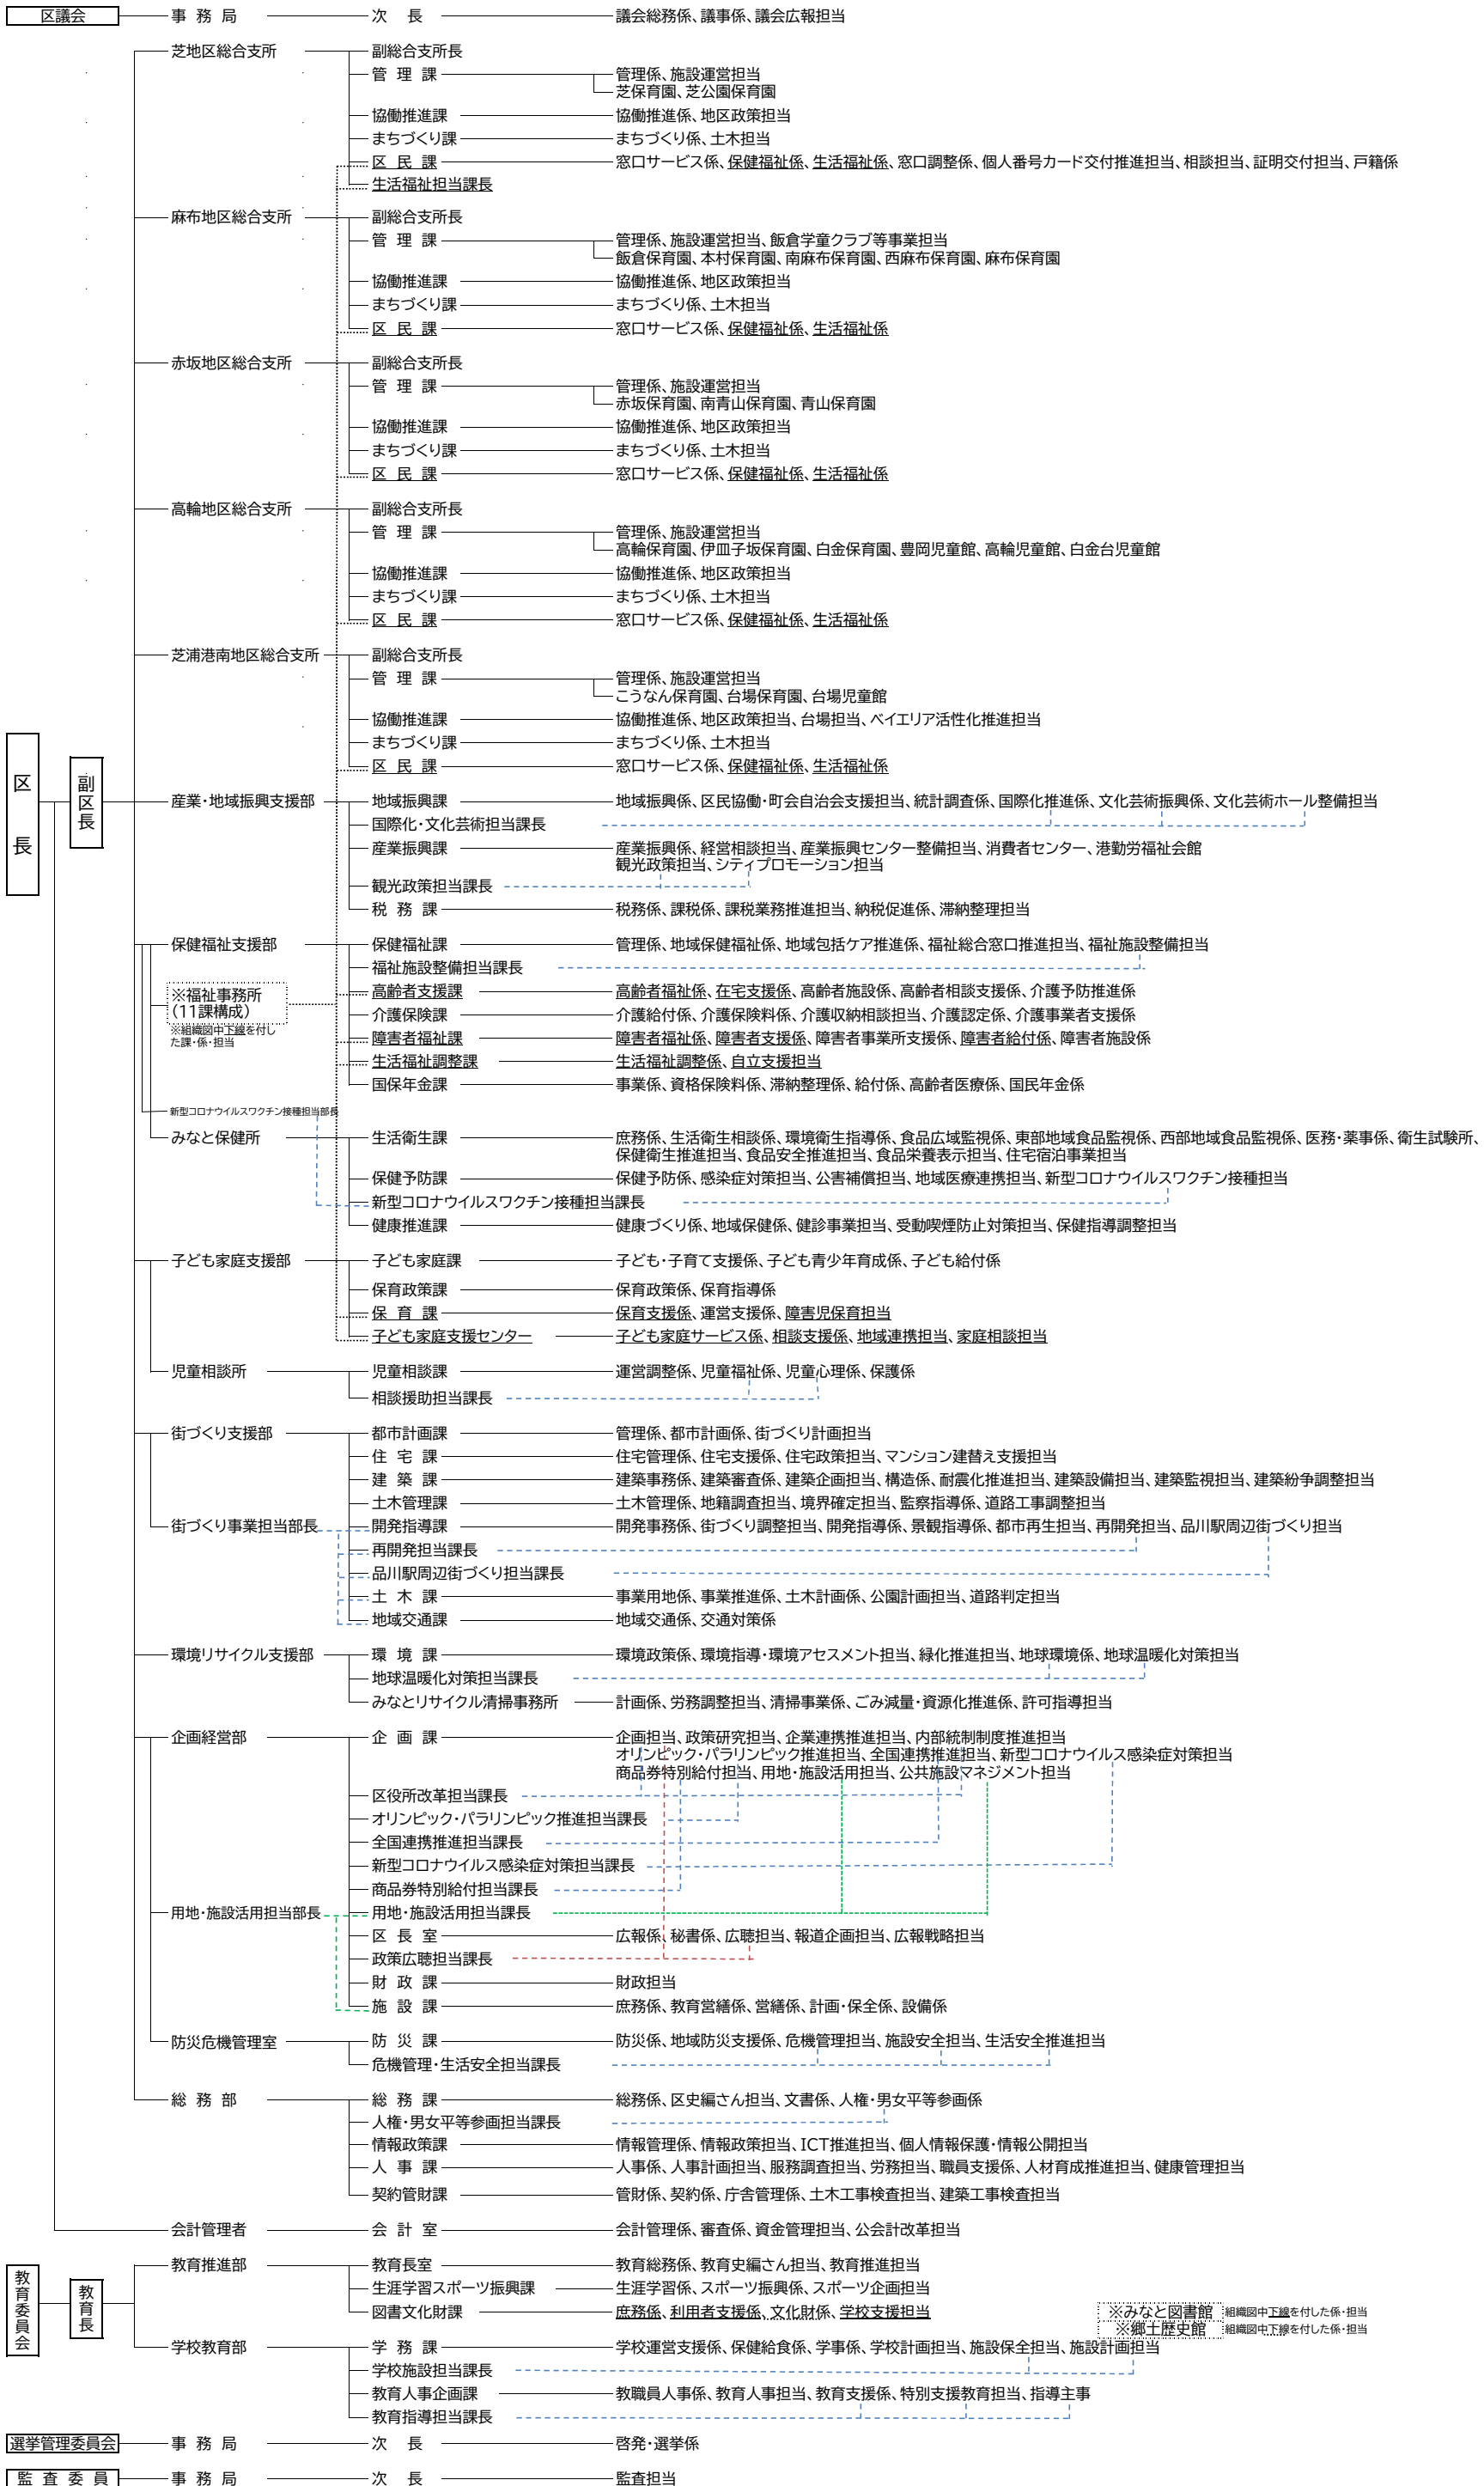 区議会 事務局 次長 議会総務係、議事係、議会広報担当
芝地区総合支所 副総合支所長
管理課 管理係、施設運営担当
芝保育園、芝公園保育園
協働推進課 協働推進係、地区政策担当
まちづくり課 まちづくり係、土木担当
区民課 窓口サービス係、保健福祉係、生活福祉係、窓口調整係、個人番号カード交付推進担当、相談担当、証明交付担当、戸籍係
生活福祉担当課長
麻布地区総合支所 副総合支所長
管理課 管理係、施設運営担当、飯倉学童クラブ等事業担当
飯倉保育園、本村保育園、南麻布保育園、西麻布保育園、麻布保育園
協働推進課 協働推進係、地区政策担当
まちづくり課 まちづくり係、土木担当
区民課 窓口サービス係、保健福祉係、生活福祉係
赤坂地区総合支所 副総合支所長
管理課 管理係、施設運営担当
赤坂保育園、南青山保育園、青山保育園
協働推進課 協働推進係、地区政策担当
まちづくり課 まちづくり係、土木担当
区民課 窓口サービス係、保健福祉係、生活福祉係
高輪地区総合支所 副総合支所長
管理課 管理係、施設運営担当
高輪保育園、伊皿子坂保育園、白金保育園、豊岡児童館、高輪児童館、白金台児童館
協働推進課 協働推進係、地区政策担当
まちづくり課 まちづくり係、土木担当
区民課 窓口サービス係、保健福祉係、生活福祉係
芝浦港南地区総合支所 副総合支所長
管理課 管理係、施設運営担当
こうなん保育園、台場保育園、台場児童館
協働推進課 協働推進係、地区政策担当、台場担当、ベイエリア活性化推進担当
まちづくり課 まちづくり係、土木担当
区民課 窓口サービス係、保健福祉係、生活福祉係
区長 副区長 産業・地域振興支援部 地域振興課 地域振興係、区民協働・町会自治会支援担当、統計調査係、国際化推進係、文化芸術振興係、文化芸術ホール整備担当
国際化・文化芸術担当課長
産業振興課 産業振興係、経営相談担当、産業振興センター整備担当、消費者センター、港勤労福祉会館
観光政策担当、シティプロモーション担当
観光政策担当課長
税務課 税務係、課税係、課税業務推進担当、納税促進係、滞納整理担当
保健福祉支援部 保健福祉課 管理係、地域保健福祉係、地域包括ケア推進係、福祉総合窓口推進担当、福祉施設整備担当
福祉施設整備担当課長
※福祉事務所 高齢者支援課 高齢者福祉係、在宅支援係、高齢者施設係、高齢者相談支援係、介護予防推進係
(11課構成) 介護保険課 介護給付係、介護保険料係、介護収納相談担当、介護認定係、介護事業者支援係
※組織図中下線を付し
た課・係・担当 障害者福祉課 障害者福祉係、障害者支援係、障害者事業所支援係、障害者給付係、障害者施設係
生活福祉調整課 生活福祉調整係、自立支援担当
国保年金課 事業係、資格保険料係、滞納整理係、給付係、高齢者医療係、国民年金係
新型コロナウイルスワクチン接種担当部長
みなと保健所 生活衛生課 庶務係、生活衛生相談係、環境衛生指導係、食品広域監視係、東部地域食品監視係、西部地域食品監視係、医務・薬事係、衛生試験所、
保健衛生推進担当、食品安全推進担当、食品栄養表示担当、住宅宿泊事業担当
保健予防課 保健予防係、感染症対策担当、公害補償担当、地域医療連携担当、新型コロナウイルスワクチン接種担当
新型コロナウイルスワクチン接種担当課長
健康推進課 健康づくり係、地域保健係、健診事業担当、受動喫煙防止対策担当、保健指導調整担当
子ども家庭支援部 子ども家庭課 子ども・子育て支援係、子ども青少年育成係、子ども給付係
保育政策課 保育政策係、保育指導係
保育課 保育支援係、運営支援係、障害児保育担当
子ども家庭支援センター 子ども家庭サービス係、相談支援係、地域連携担当、家庭相談担当
児童相談所 児童相談課 運営調整係、児童福祉係、児童心理係、保護係
相談援助担当課長
街づくり支援部 都市計画課 管理係、都市計画係、街づくり計画担当
住宅課 住宅管理係、住宅支援係、住宅政策担当、マンション建替え支援担当
建築課 建築事務係、建築審査係、建築企画担当、構造係、耐震化推進担当、建築設備担当、建築監視担当、建築紛争調整担当
土木管理課 土木管理係、地籍調査担当、境界確定担当、監察指導係、道路工事調整担当
街づくり事業担当部長 開発指導課 開発事務係、街づくり調整担当、開発指導係、景観指導係、都市再生担当、再開発担当、品川駅周辺街づくり担当
再開発担当課長
品川駅周辺街づくり担当課長
土木課 事業用地係、事業推進係、土木計画係、公園計画担当、道路判定担当
地域交通課 地域交通係、交通対策係
環境リサイクル支援部 環境課 環境政策係、環境指導・環境アセスメント担当、緑化推進担当、地球環境係、地球温暖化対策担当
地球温暖化対策担当課長
みなとリサイクル清掃事務所 計画係、労務調整担当、清掃事業係、ごみ減量・資源化推進係、許可指導担当
企画経営部 企画課 企画担当、政策研究担当、企業連携推進担当、内部統制制度推進担当
オリンピック・パラリンピック推進担当、全国連携推進担当、新型コロナウイルス感染症対策担当
商品券特別給付担当、用地・施設活用担当、公共施設マネジメント担当
区役所改革担当課長
オリンピック・パラリンピック推進担当課長
全国連携推進担当課長
新型コロナウイルス感染症対策担当課長
商品券特別給付担当課長
用地・施設活用担当部長 用地・施設活用担当課長
区長室 広報係、秘書係、広聴担当、報道企画担当、広報戦略担当
政策広聴担当課長
財政課 財政担当
施設課 庶務係、教育営繕係、営繕係、計画・保全係、設備係
防災危機管理室 防災課 防災係、地域防災支援係、危機管理担当、施設安全担当、生活安全推進担当
危機管理・生活安全担当課長
総務部 総務課 総務係、区史編さん担当、文書係、人権・男女平等参画係
人権・男女平等参画担当課長
情報政策課 情報管理係、情報政策担当、ICT推進担当、個人情報保護・情報公開担当
人事課 人事係、人事計画担当、服務調査担当、労務担当、職員支援係、人材育成推進担当、健康管理担当
契約管財課 管財係、契約係、庁舎管理係、土木工事検査担当、建築工事検査担当
会計管理者 会計室 会計管理係、審査係、資金管理担当、公会計改革担当
教育委員会 教育長 教育推進部 教育長室 教育総務係、教育史編さん担当、教育推進担当
生涯学習スポーツ振興課 生涯学習係、スポーツ振興係、スポーツ企画担当
図書文化財課 庶務係、利用者支援係、文化財係、学校支援担当
※みなと図書館 組織図中下線を付した係・担当
※郷土歴史館 組織図中下線を付した係・担当
学校教育部 学務課 学校運営支援係、保健給食係、学事係、学校計画担当、施設保全担当、施設計画担当
学校施設担当課長
教育人事企画課 教職員人事係、教育人事担当、教育支援係、特別支援教育担当、指導主事
教育指導担当課長
選挙管理委員会 事務局 次長 啓発・選挙係
監査委員 事務局 次長 監査担当